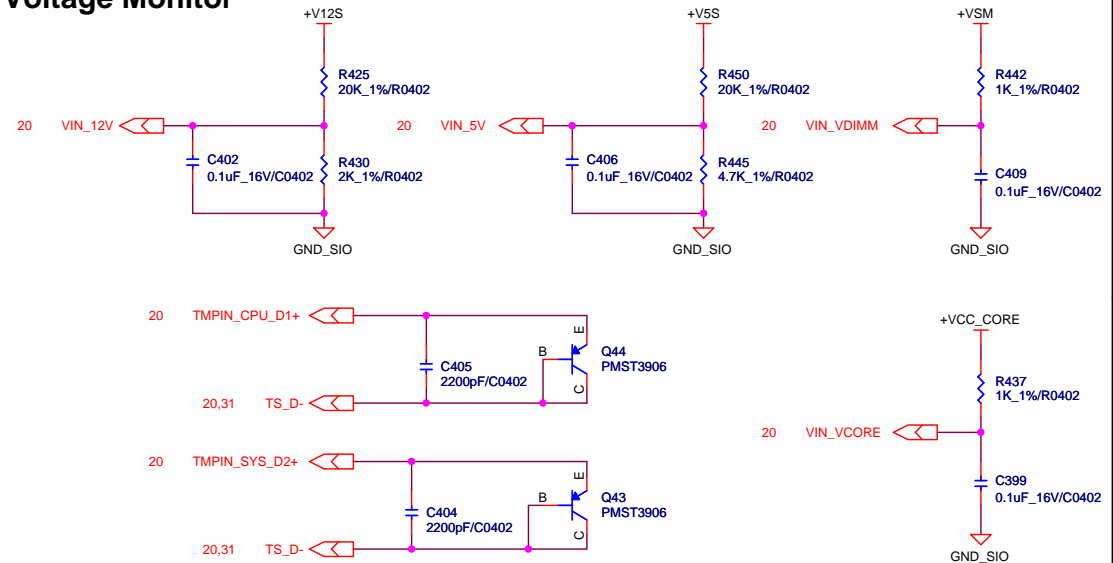 Voltage Monitor
+V12S
R425
20K_1%/R0402
20 VIN_12V
C402
0.1uF_16V/C0402
R430
2K_1%/R0402
GND_SIO
+V5S
R450
20K_1%/R0402
20 VIN_5V
C406
0.1uF_16V/C0402
R445
4.7K_1%/R0402
GND_SIO
+VSM
R442
1K_1%/R0402
20 VIN_VDIMM
C409
0.1uF_16V/C0402
GND_SIO
20 TMPIN_CPU_D1+
C405
2200pF/C0402
B
E
C
Q44
PMST3906
20,31 TS_D-
20 TMPIN_SYS_D2+
C404
2200pF/C0402
B
E
C
Q43
PMST3906
20,31 TS_D-
+VCC_CORE
R437
1K_1%/R0402
20 VIN_VCORE
C399
0.1uF_16V/C0402
GND_SIO